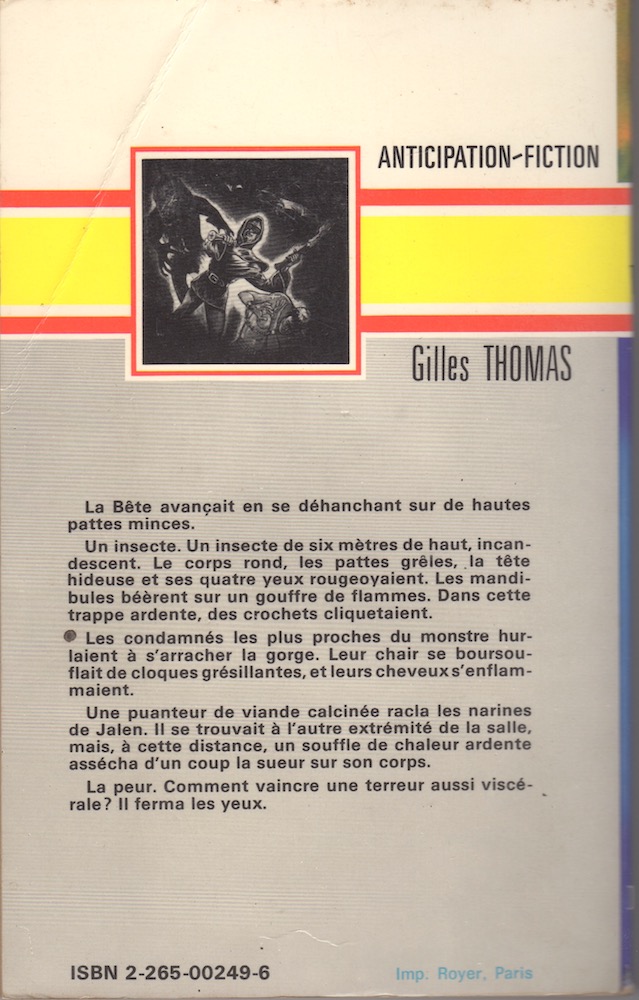 ANTICIPATION-FICTION
Gilles THOMAS
La Bête avançait en se déhanchant sur de hautes
pattes minces.
Un insecte. Un insecte de six mètres de haut, incan-
descent. Le corps rond, les pattes grêles, la tête
hideuse et ses quatre yeux rougeoyaient. Les mandi-
bules béèrent sur un gouffre de flammes. Dans cette
trappe ardente, des crochets cliquetaient.
Les condamnés les plus proches du monstre hur-
laient à s'arracher la gorge. Leur chair se boursou-
flait de cloques grésillantes, et leurs cheveux s'enflam-
maient.
Une puanteur de viande calcinée racla les narines
de Jalen. Il se trouvait à l'autre extrémité de la salle,
mais, à cette distance, un souffle de chaleur ardente
assécha d'un coup la sueur sur son corps.
La peur. Comment vaincre une terreur aussi viscé-
rale? Il ferma les yeux.
ISBN 2-265-00249-6
Imp. Royer, Paris